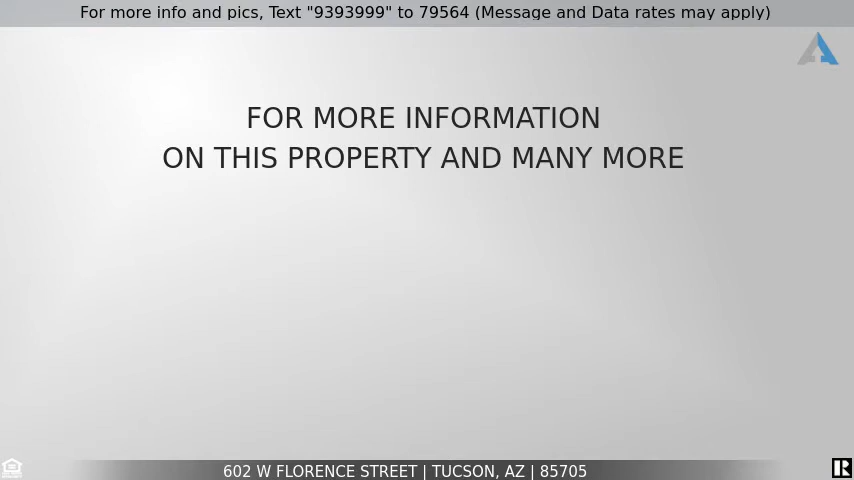 For more info and pics, Text "9393999" to 79564 (Message and Data rates may apply)
FOR MORE INFORMATION
ON THIS PROPERTY AND MANY MORE
602 W FLORENCE STREET | TUCSON, AZ | 85705